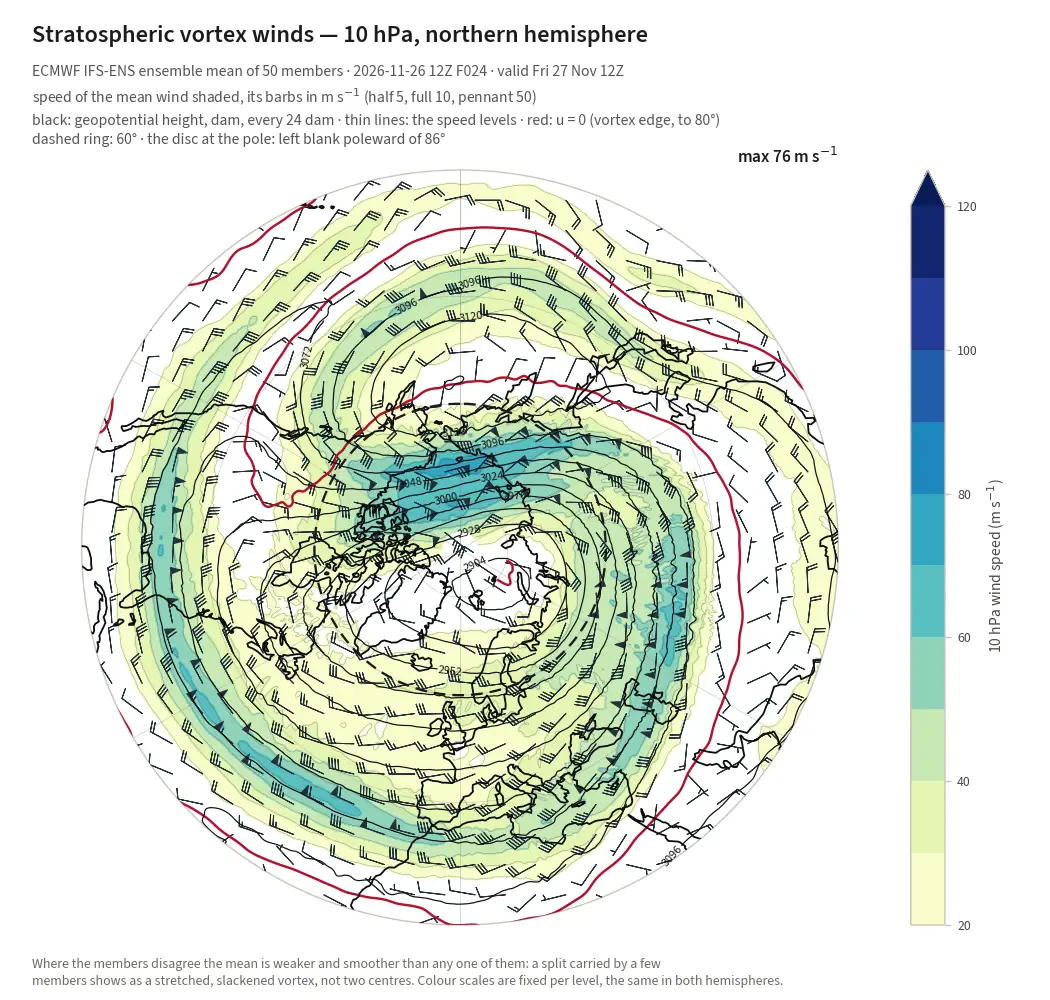 Stratospheric vortex winds — 10 hPa, northern hemisphere
ECMWF IFS-ENS ensemble mean of 50 members · 2026-11-26 12Z F024 · valid Fri 27 Nov 12Z
speed of the mean wind shaded, its barbs in m s⁻¹ (half 5, full 10, pennant 50)
black: geopotential height, dam, every 24 dam · thin lines: the speed levels · red: u = 0 (vortex edge, to 80°)
dashed ring: 60° · the disc at the pole: left blank poleward of 86°
max 76 m s⁻¹
120
100
80
60
40
20
10 hPa wind speed (m s⁻¹)
3096
3096
3120
3072
3096
3024
3000
2928
2904
2952
3096
Where the members disagree the mean is weaker and smoother than any one of them: a split carried by a few
members shows as a stretched, slackened vortex, not two centres. Colour scales are fixed per level, the same in both hemispheres.